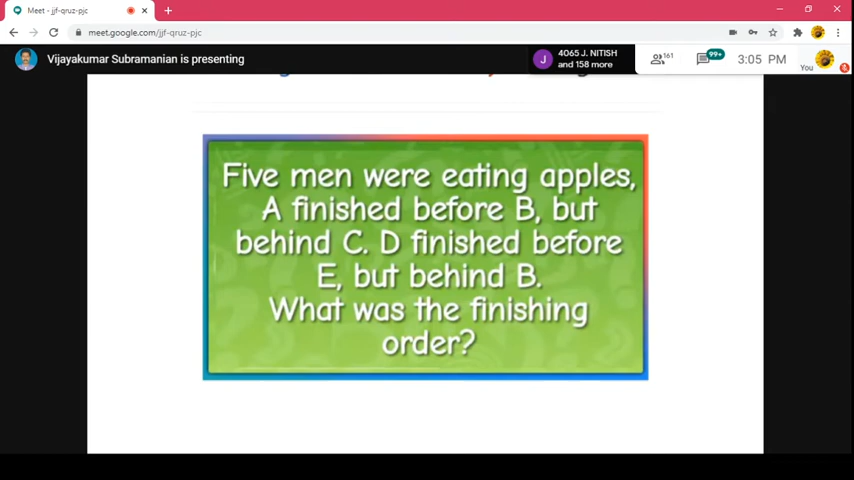 Meet - jjf-qruz-pjc
meet.google.com/jjf-qruz-pjc
Vijayakumar Subramanian is presenting
J
4065 J. NITISH
and 158 more
161
99+
3:05 PM
You
Five men were eating apples,
A finished before B, but
behind C. D finished before
E, but behind B.
What was the finishing
order?